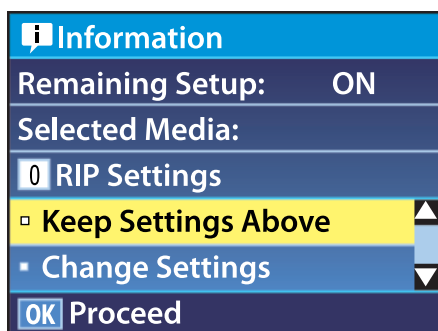 Information
Remaining Setup: ON
Selected Media:
0 RIP Settings
Keep Settings Above
Change Settings
OK Proceed